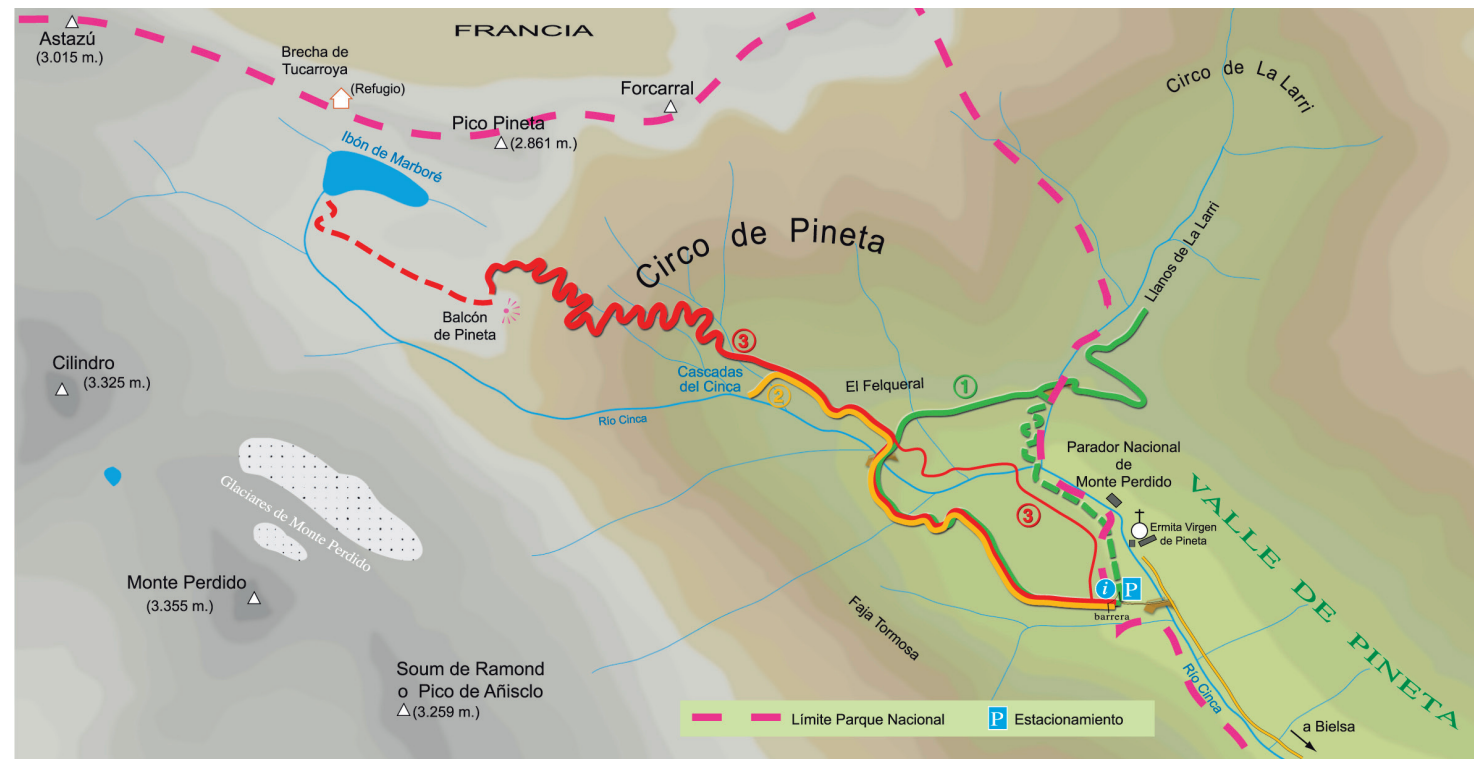 FRANCIA
Astazú
(3.015 m.)
Brecha de
Tucarroya
(Refugio)
Forcarral
Pico Pineta
(2.861 m.)
Ibón de Marboré
Circo de La Larri
Circo de Pineta
Llanos de La Larri
Balcón
de Pineta
3
Cilindro
(3.325 m.)
Cascadas
del Cinca
2
El Felqueral
1
Río Cinca
Parador Nacional
de
Monte Perdido
Glaciares de Monte Perdido
3
Ermita Virgen
de Pineta
VALLE DE PINETA
Monte Perdido
(3.355 m.)
i
P
barrera
Faja Tormosa
Soum de Ramond
o Pico de Añisclo
(3.259 m.)
Río Cinca
Límite Parque Nacional
P Estacionamiento
a Bielsa